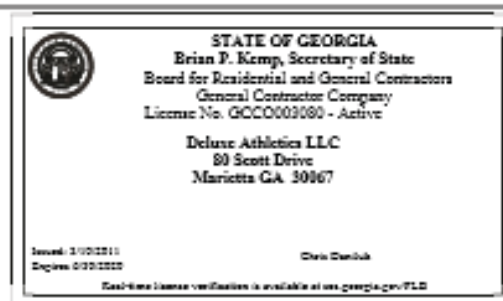 STATE OF GEORGIA
Brian P. Kemp, Secretary of State
Board for Residential and General Contractors
General Contractor Company
License No. GCCO003080 - Active
Deluxe Athletics LLC
80 Scott Drive
Marietta GA 30067
Issued:
Expires:
Real-time license verification is available at sos.georgia.gov/PLB